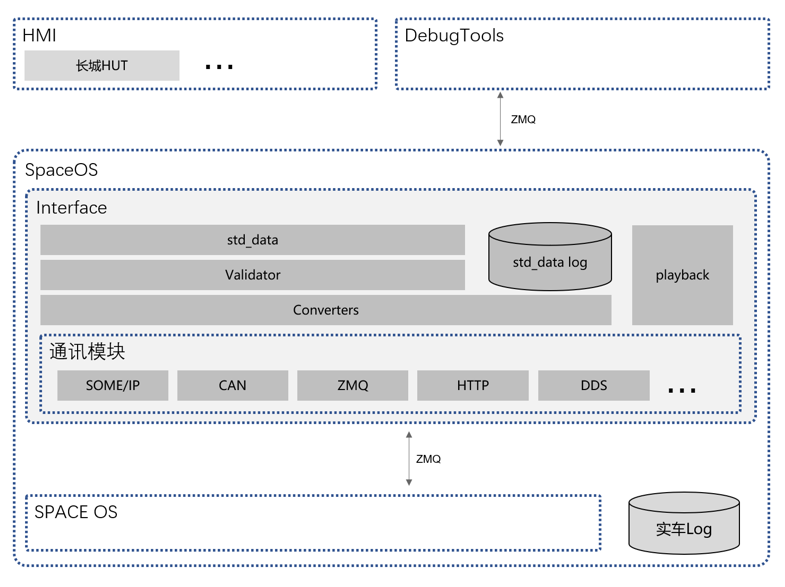 HMI
长城HUT
...
DebugTools
ZMQ
SpaceOS
Interface
std_data
Validator
Converters
std_data log
playback
通讯模块
SOME/IP
CAN
ZMQ
HTTP
DDS
...
ZMQ
SPACE OS
实车Log